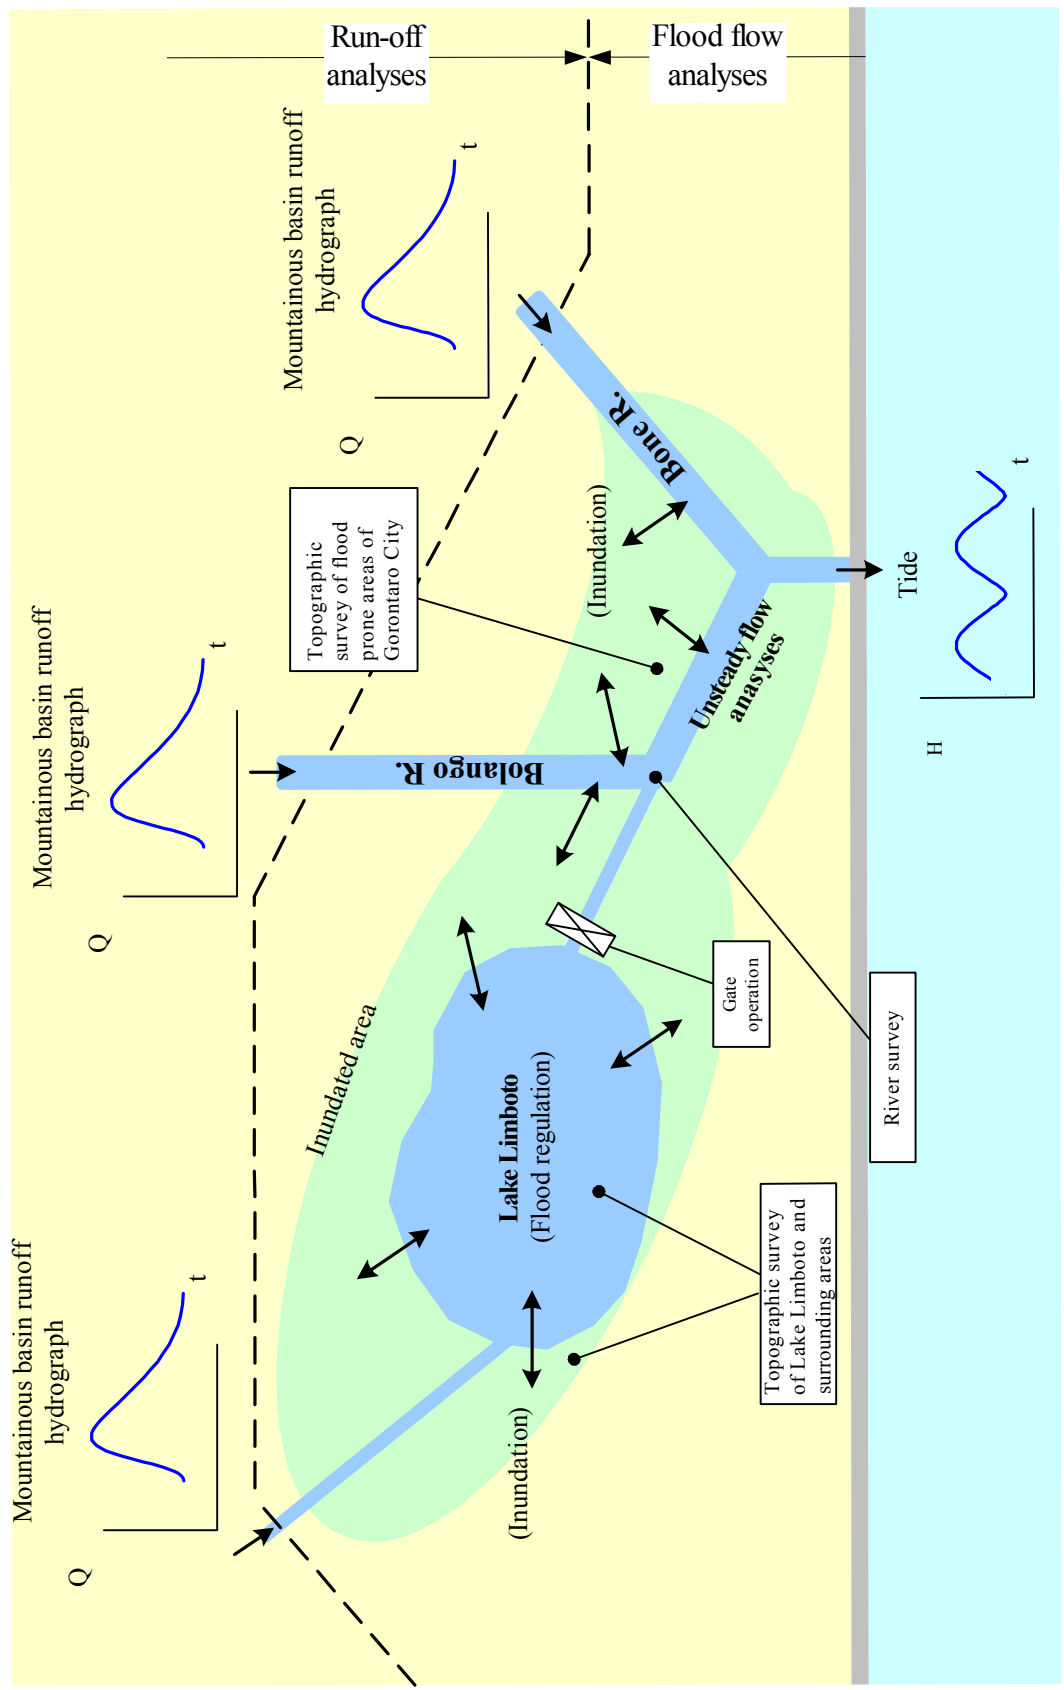 Run-off
analyses
Flood flow
analyses
Mountainous basin runoff
hydrograph
Q
t
Mountainous basin runoff
hydrograph
Q
t
Mountainous basin runoff
hydrograph
Q
t
Bone R.
Bolango R.
(Inundation)
Topographic
survey of flood
prone areas of
Gorontaro City
Unsteady flow
anasyses
Tide
H
t
Inundated area
Lake Limboto
(Flood regulation)
Gate
operation
River survey
Topographic survey
of Lake Limboto and
surrounding areas
(Inundation)